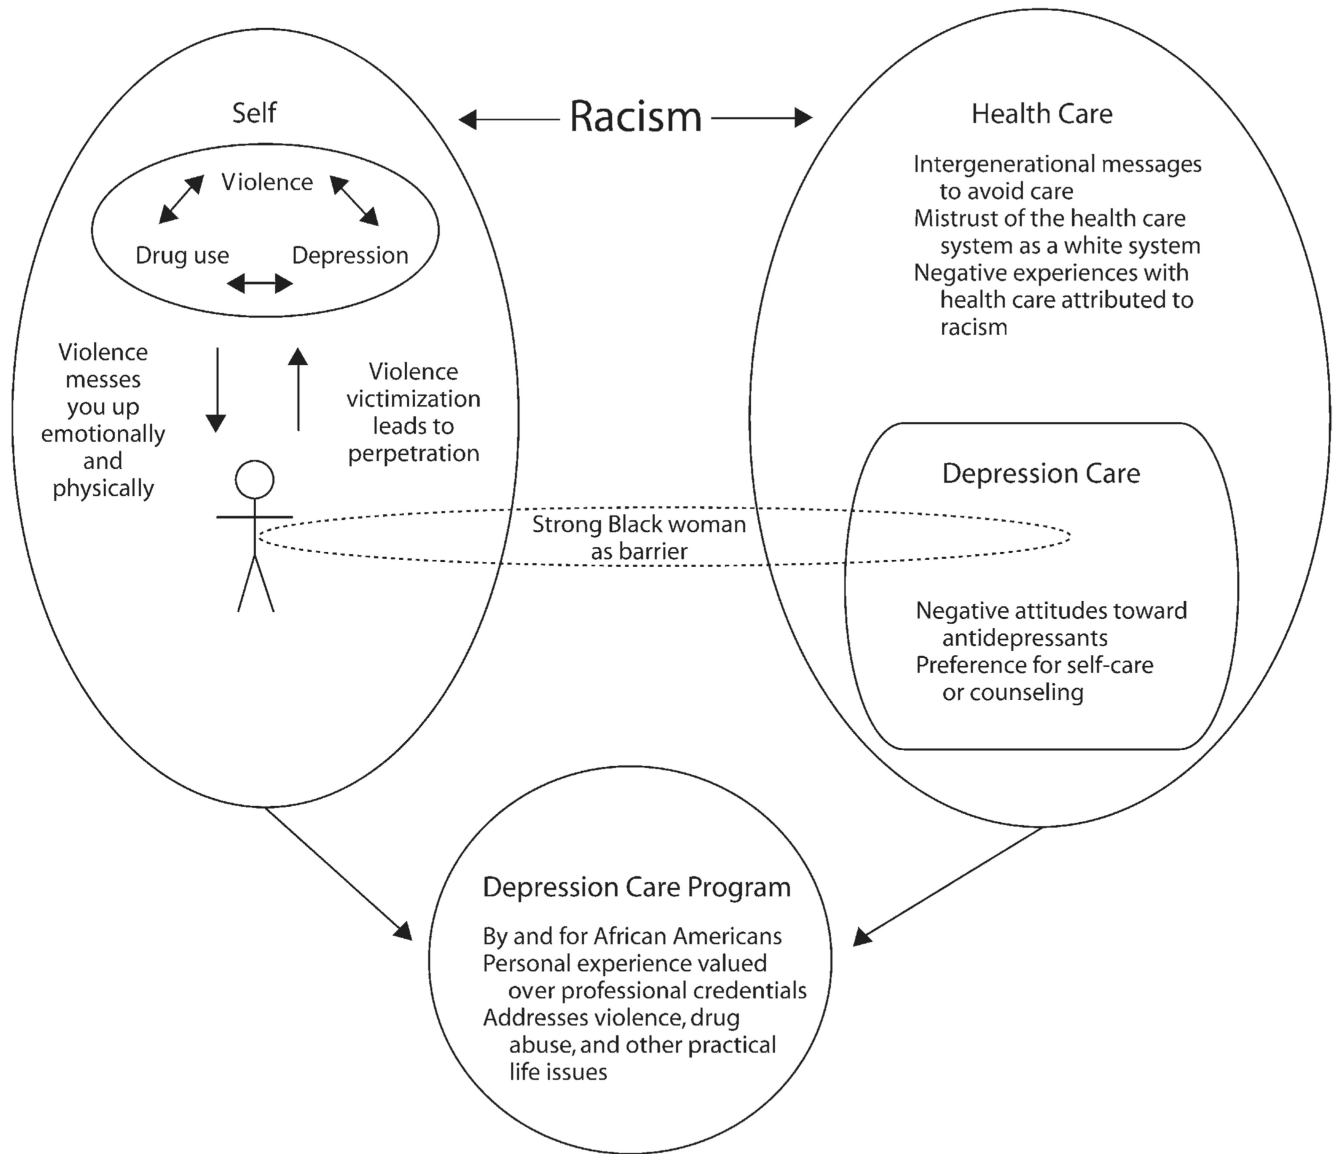 Self
Racism
Health Care
Violence
Drug use
Depression
Violence
messes
you up
emotionally
and
physically
Violence
victimization
leads to
perpetration
Intergenerational messages
to avoid care
Mistrust of the health care
system as a white system
Negative experiences with
health care attributed to
racism
Strong Black woman
as barrier
Depression Care
Negative attitudes toward
antidepressants
Preference for self-care
or counseling
Depression Care Program
By and for African Americans
Personal experience valued
over professional credentials
Addresses violence, drug
abuse, and other practical
life issues